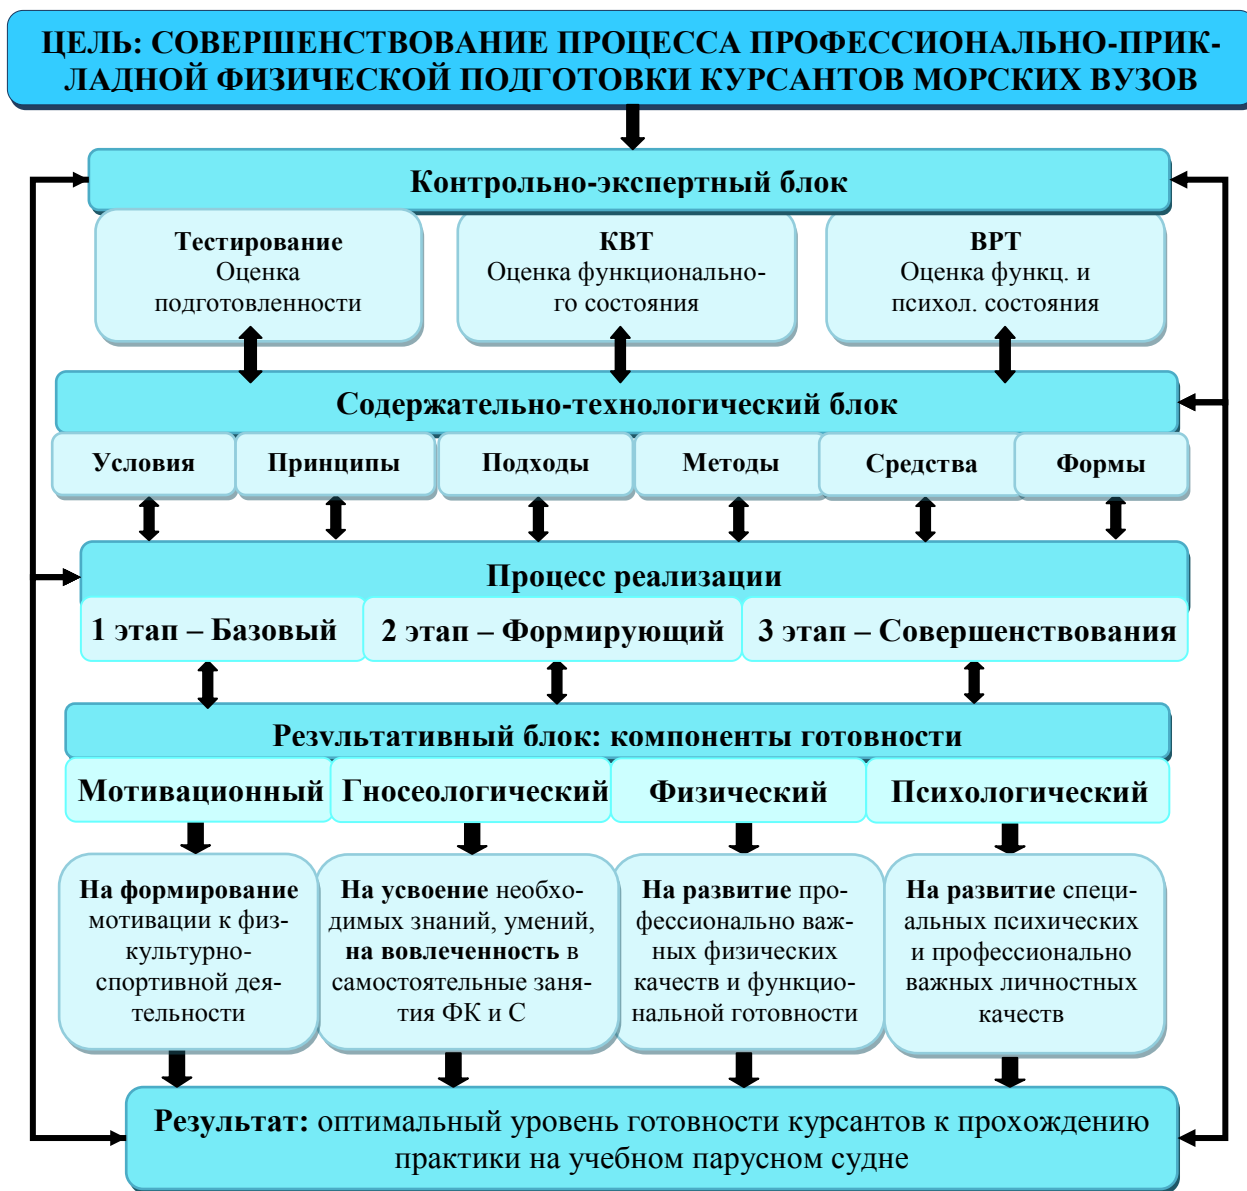 ЦЕЛЬ: СОВЕРШЕНСТВОВАНИЕ ПРОЦЕССА ПРОФЕССИОНАЛЬНО-ПРИК-
ЛАДНОЙ ФИЗИЧЕСКОЙ ПОДГОТОВКИ КУРСАНТОВ МОРСКИХ ВУЗОВ
Контрольно-экспертный блок
Тестирование
Оценка
подготовленности
КВТ
Оценка функционально-
го состояния
ВРТ
Оценка функц. и
психол. состояния
Содержательно-технологический блок
Условия
Принципы
Подходы
Методы
Средства
Формы
Процесс реализации
1 этап – Базовый
2 этап – Формирующий
3 этап – Совершенствования
Результативный блок: компоненты готовности
Мотивационный
Гносеологический
Физический
Психологический
На формирование
мотивации к физ-
культурно-
спортивной дея-
тельности
На усвоение необхо-
димых знаний, умений,
на вовлеченность в
самостоятельные заня-
тия ФК и С
На развитие про-
фессионально важ-
ных физических
качеств и функцио-
нальной готовности
На развитие специ-
альных психических
и профессионально
важных личностных
качеств
Результат: оптимальный уровень готовности курсантов к прохождению
практики на учебном парусном судне